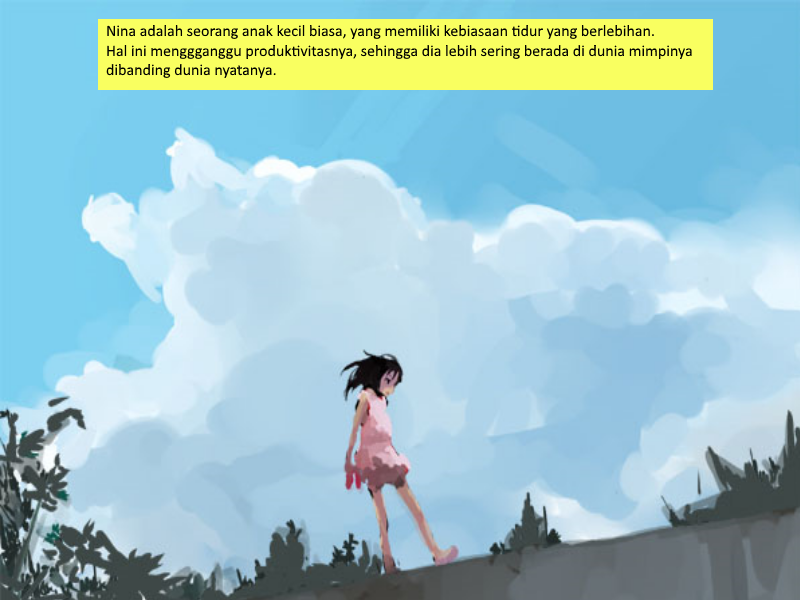 Nina adalah seorang anak kecil biasa, yang memiliki kebiasaan tidur yang berlebihan.
Hal ini menggganggu produktivitasnya, sehingga dia lebih sering berada di dunia mimpinya
dibanding dunia nyatanya.